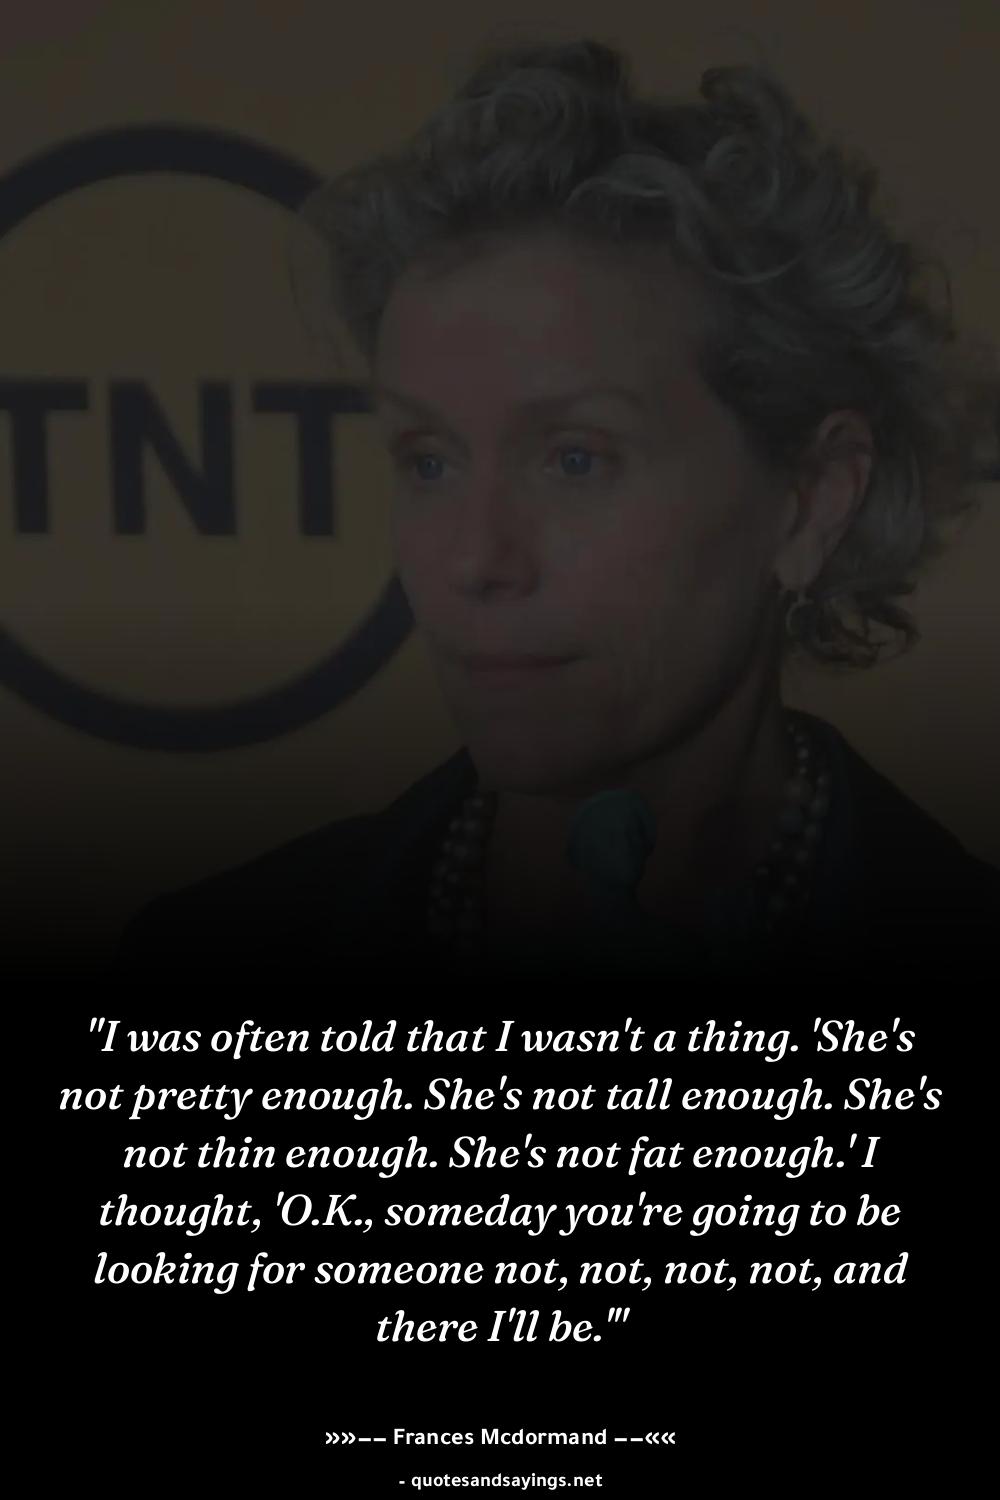 TNT
"I was often told that I wasn't a thing. 'She's
not pretty enough. She's not tall enough. She's
not thin enough. She's not fat enough.' I
thought, 'O.K., someday you're going to be
looking for someone not, not, not, not, and
there I'll be.'"
»»−− Frances Mcdormand −−««
- quotesandsayings.net